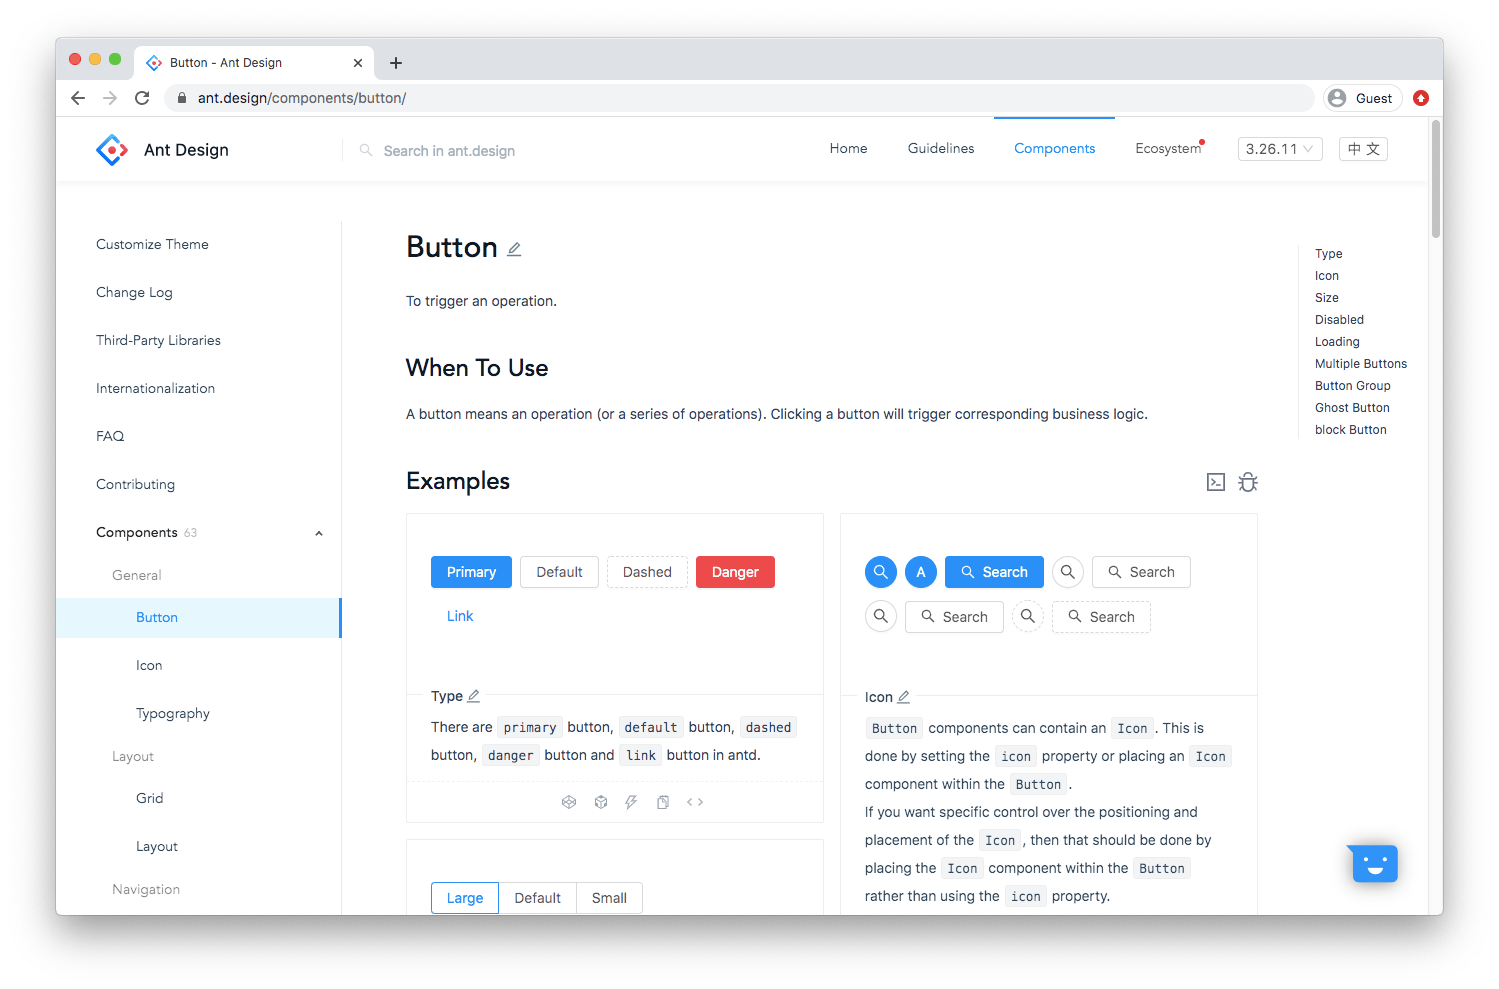 Button - Ant Design
ant.design/components/button/
Guest
Ant Design
Search in ant.design
Home
Guidelines
Components
Ecosystem
3.26.11
中 文
Customize Theme
Change Log
Third-Party Libraries
Internationalization
FAQ
Contributing
Components 63
General
Button
Icon
Typography
Layout
Grid
Layout
Navigation
Button
To trigger an operation.
When To Use
A button means an operation (or a series of operations). Clicking a button will trigger corresponding business logic.
Examples
Primary
Default
Dashed
Danger
Link
Type
There are primary button, default button, dashed
button, danger button and link button in antd.
Large
Default
Small
A
Search
Search
Search
Search
Icon
Button components can contain an Icon. This is
done by setting the icon property or placing an Icon
component within the Button.
If you want specific control over the positioning and
placement of the Icon, then that should be done by
placing the Icon component within the Button
rather than using the icon property.
Type
Icon
Size
Disabled
Loading
Multiple Buttons
Button Group
Ghost Button
block Button